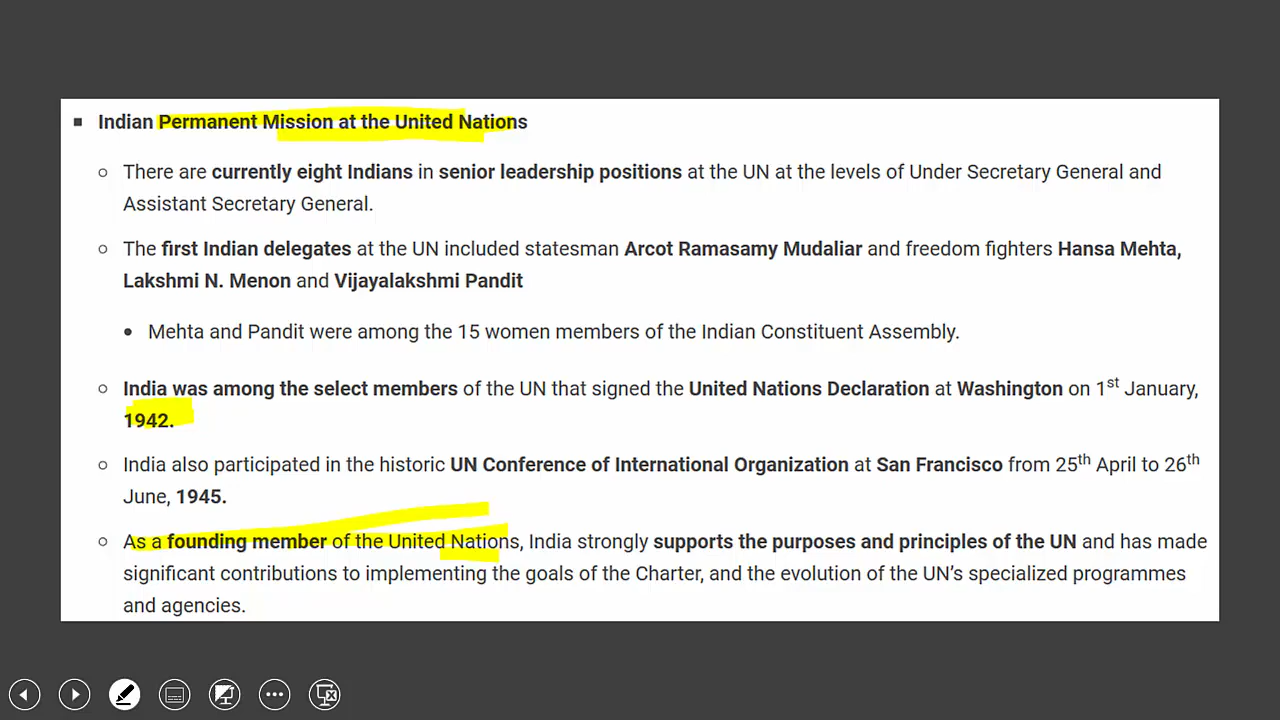 Indian Permanent Mission at the United Nations
There are currently eight Indians in senior leadership positions at the UN at the levels of Under Secretary General and
Assistant Secretary General.
The first Indian delegates at the UN included statesman Arcot Ramasamy Mudaliar and freedom fighters Hansa Mehta,
Lakshmi N. Menon and Vijayalakshmi Pandit
Mehta and Pandit were among the 15 women members of the Indian Constituent Assembly.
India was among the select members of the UN that signed the United Nations Declaration at Washington on 1st January,
1942.
India also participated in the historic UN Conference of International Organization at San Francisco from 25th April to 26th
June, 1945.
As a founding member of the United Nations, India strongly supports the purposes and principles of the UN and has made
significant contributions to implementing the goals of the Charter, and the evolution of the UN’s specialized programmes
and agencies.